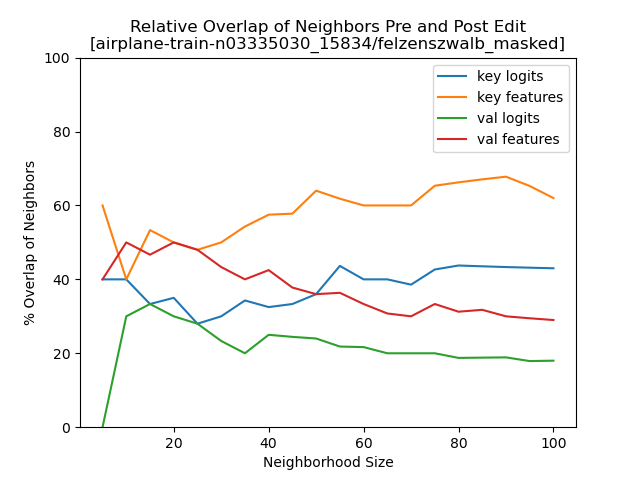 Relative Overlap of Neighbors Pre and Post Edit
[airplane-train-n03335030_15834/felzenszwalb_masked]
100
80
60
40
20
0
% Overlap of Neighbors
key logits
key features
val logits
val features
20
40
60
80
100
Neighborhood Size